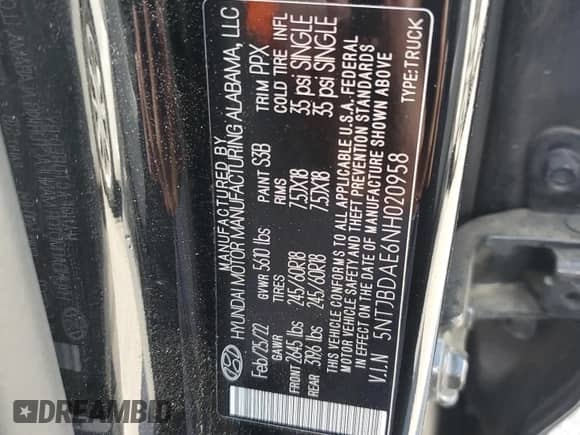 MANUFACTURED BY
HYUNDAI MOTOR MANUFACTURING ALABAMA, LLC
Feb/25/22 GVWR 5610 lbs PAINT S3B TRIM PPX
GAWR TIRES RIMS COLD TIRE INFL
FRONT 2645 lbs 245/60R18 7.5JX18 35 psi SINGLE
REAR 3196 lbs 245/60R18 7.5JX18 35 psi SINGLE
THIS VEHICLE CONFORMS TO ALL APPLICABLE U.S.A. FEDERAL
MOTOR VEHICLE SAFETY AND THEFT PREVENTION STANDARDS
IN EFFECT ON THE DATE OF MANUFACTURE SHOWN ABOVE
V.I.N 5NTJBDAE6NH020958 TYPE:TRUCK
DREAMBID